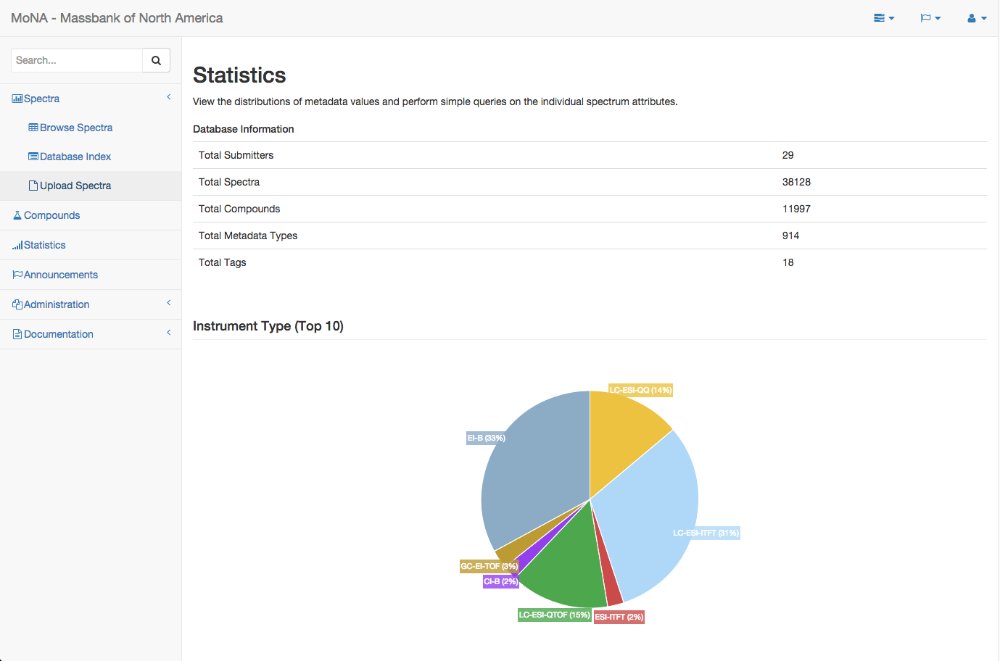 MoNA - Massbank of North America
Search...
Spectra
Browse Spectra
Database Index
Upload Spectra
Compounds
Statistics
Announcements
Administration
Documentation
Statistics
View the distributions of metadata values and perform simple queries on the individual spectrum attributes.
Database Information
Total Submitters 29
Total Spectra 38128
Total Compounds 11997
Total Metadata Types 914
Total Tags 18
Instrument Type (Top 10)
LC-ESI-QQ (14%)
EI-B (33%)
LC-ESI-ITFT (31%)
GC-EI-TOF (3%)
CI-B (2%)
LC-ESI-QTOF (15%)
ESI-ITFT (2%)